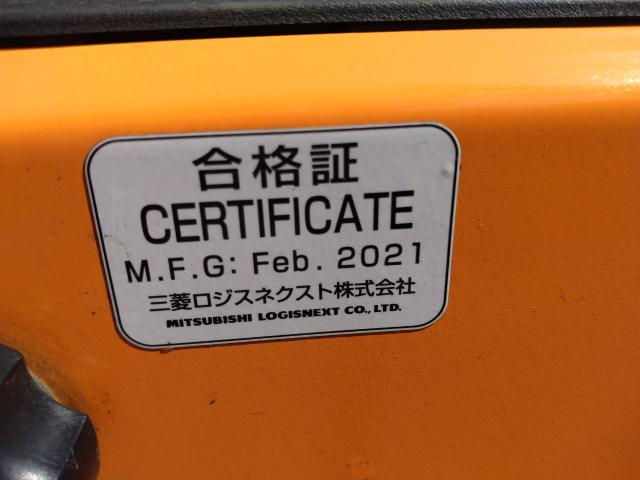 合格証
CERTIFICATE
M.F.G: Feb. 2021
三菱ロジスネクスト株式会社
MITSUBISHI LOGISNEXT CO., LTD.